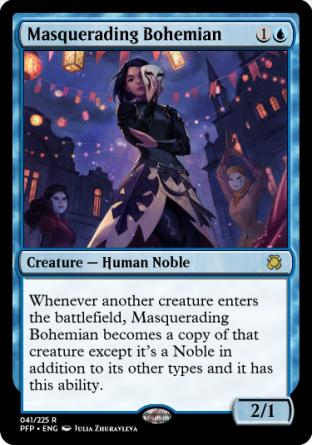 Masquerading Bohemian 1
Creature — Human Noble
Whenever another creature enters
the battlefield, Masquerading
Bohemian becomes a copy of that
creature except it's a Noble in
addition to its other types and it has
this ability.
2/1
041/225 R
PFP • ENG Julia Zhuravleva